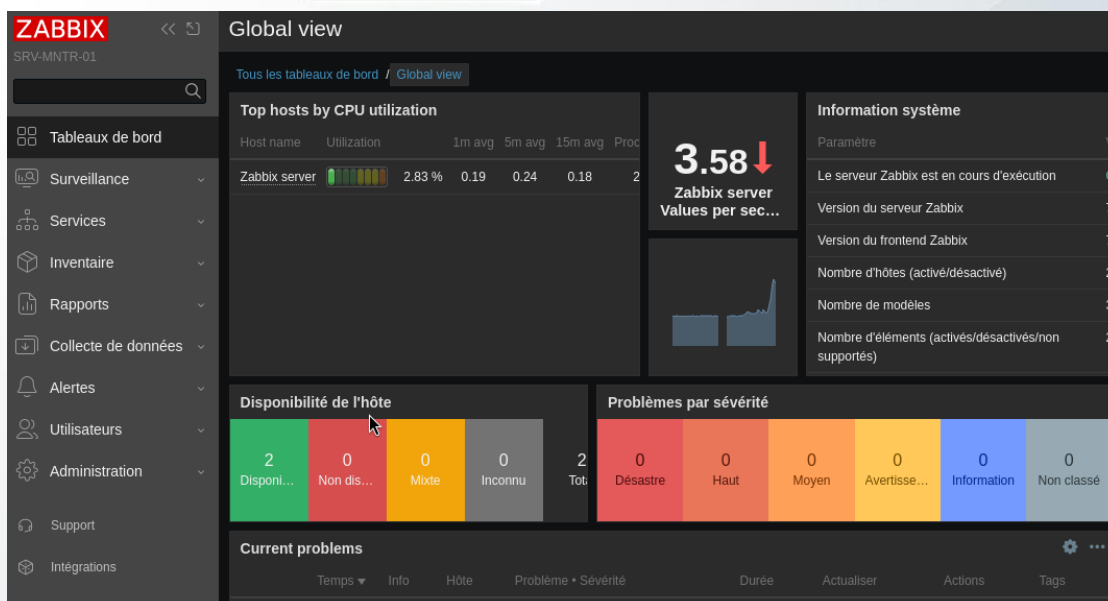 ZABBIX
SRV-MNTR-01
Tableaux de bord
Surveillance
Services
Inventaire
Rapports
Collecte de données
Alertes
Utilisateurs
Administration
Support
Intégrations
Global view
Tous les tableaux de bord / Global view
Top hosts by CPU utilization
Host name Utilization 1m avg 5m avg 15m avg Proc
Zabbix server 2.83 % 0.19 0.24 0.18 2
3.58
Zabbix server
Values per sec...
Information système
Paramètre
Le serveur Zabbix est en cours d'exécution
Version du serveur Zabbix
Version du frontend Zabbix
Nombre d'hôtes (activé/désactivé)
Nombre de modèles
Nombre d'éléments (activés/désactivés/non
supportés)
Disponibilité de l'hôte
2 0 0 0 2
Disponi... Non dis... Mixte Inconnu Tot
Problèmes par sévérité
0 0 0 0 0 0
Désastre Haut Moyen Avertisse... Information Non classé
Current problems
Temps Info Hôte Problème • Sévérité Durée Actualiser Actions Tags